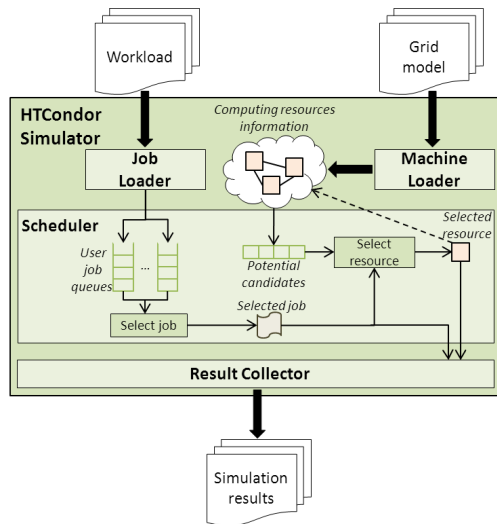 Workload
Grid
model
HTCondor
Simulator
Computing resources
information
Job
Loader
Machine
Loader
Scheduler
Selected
resource
User
job
queues
...
Potential
candidates
Select
resource
Selected job
Select job
Result Collector
Simulation
results